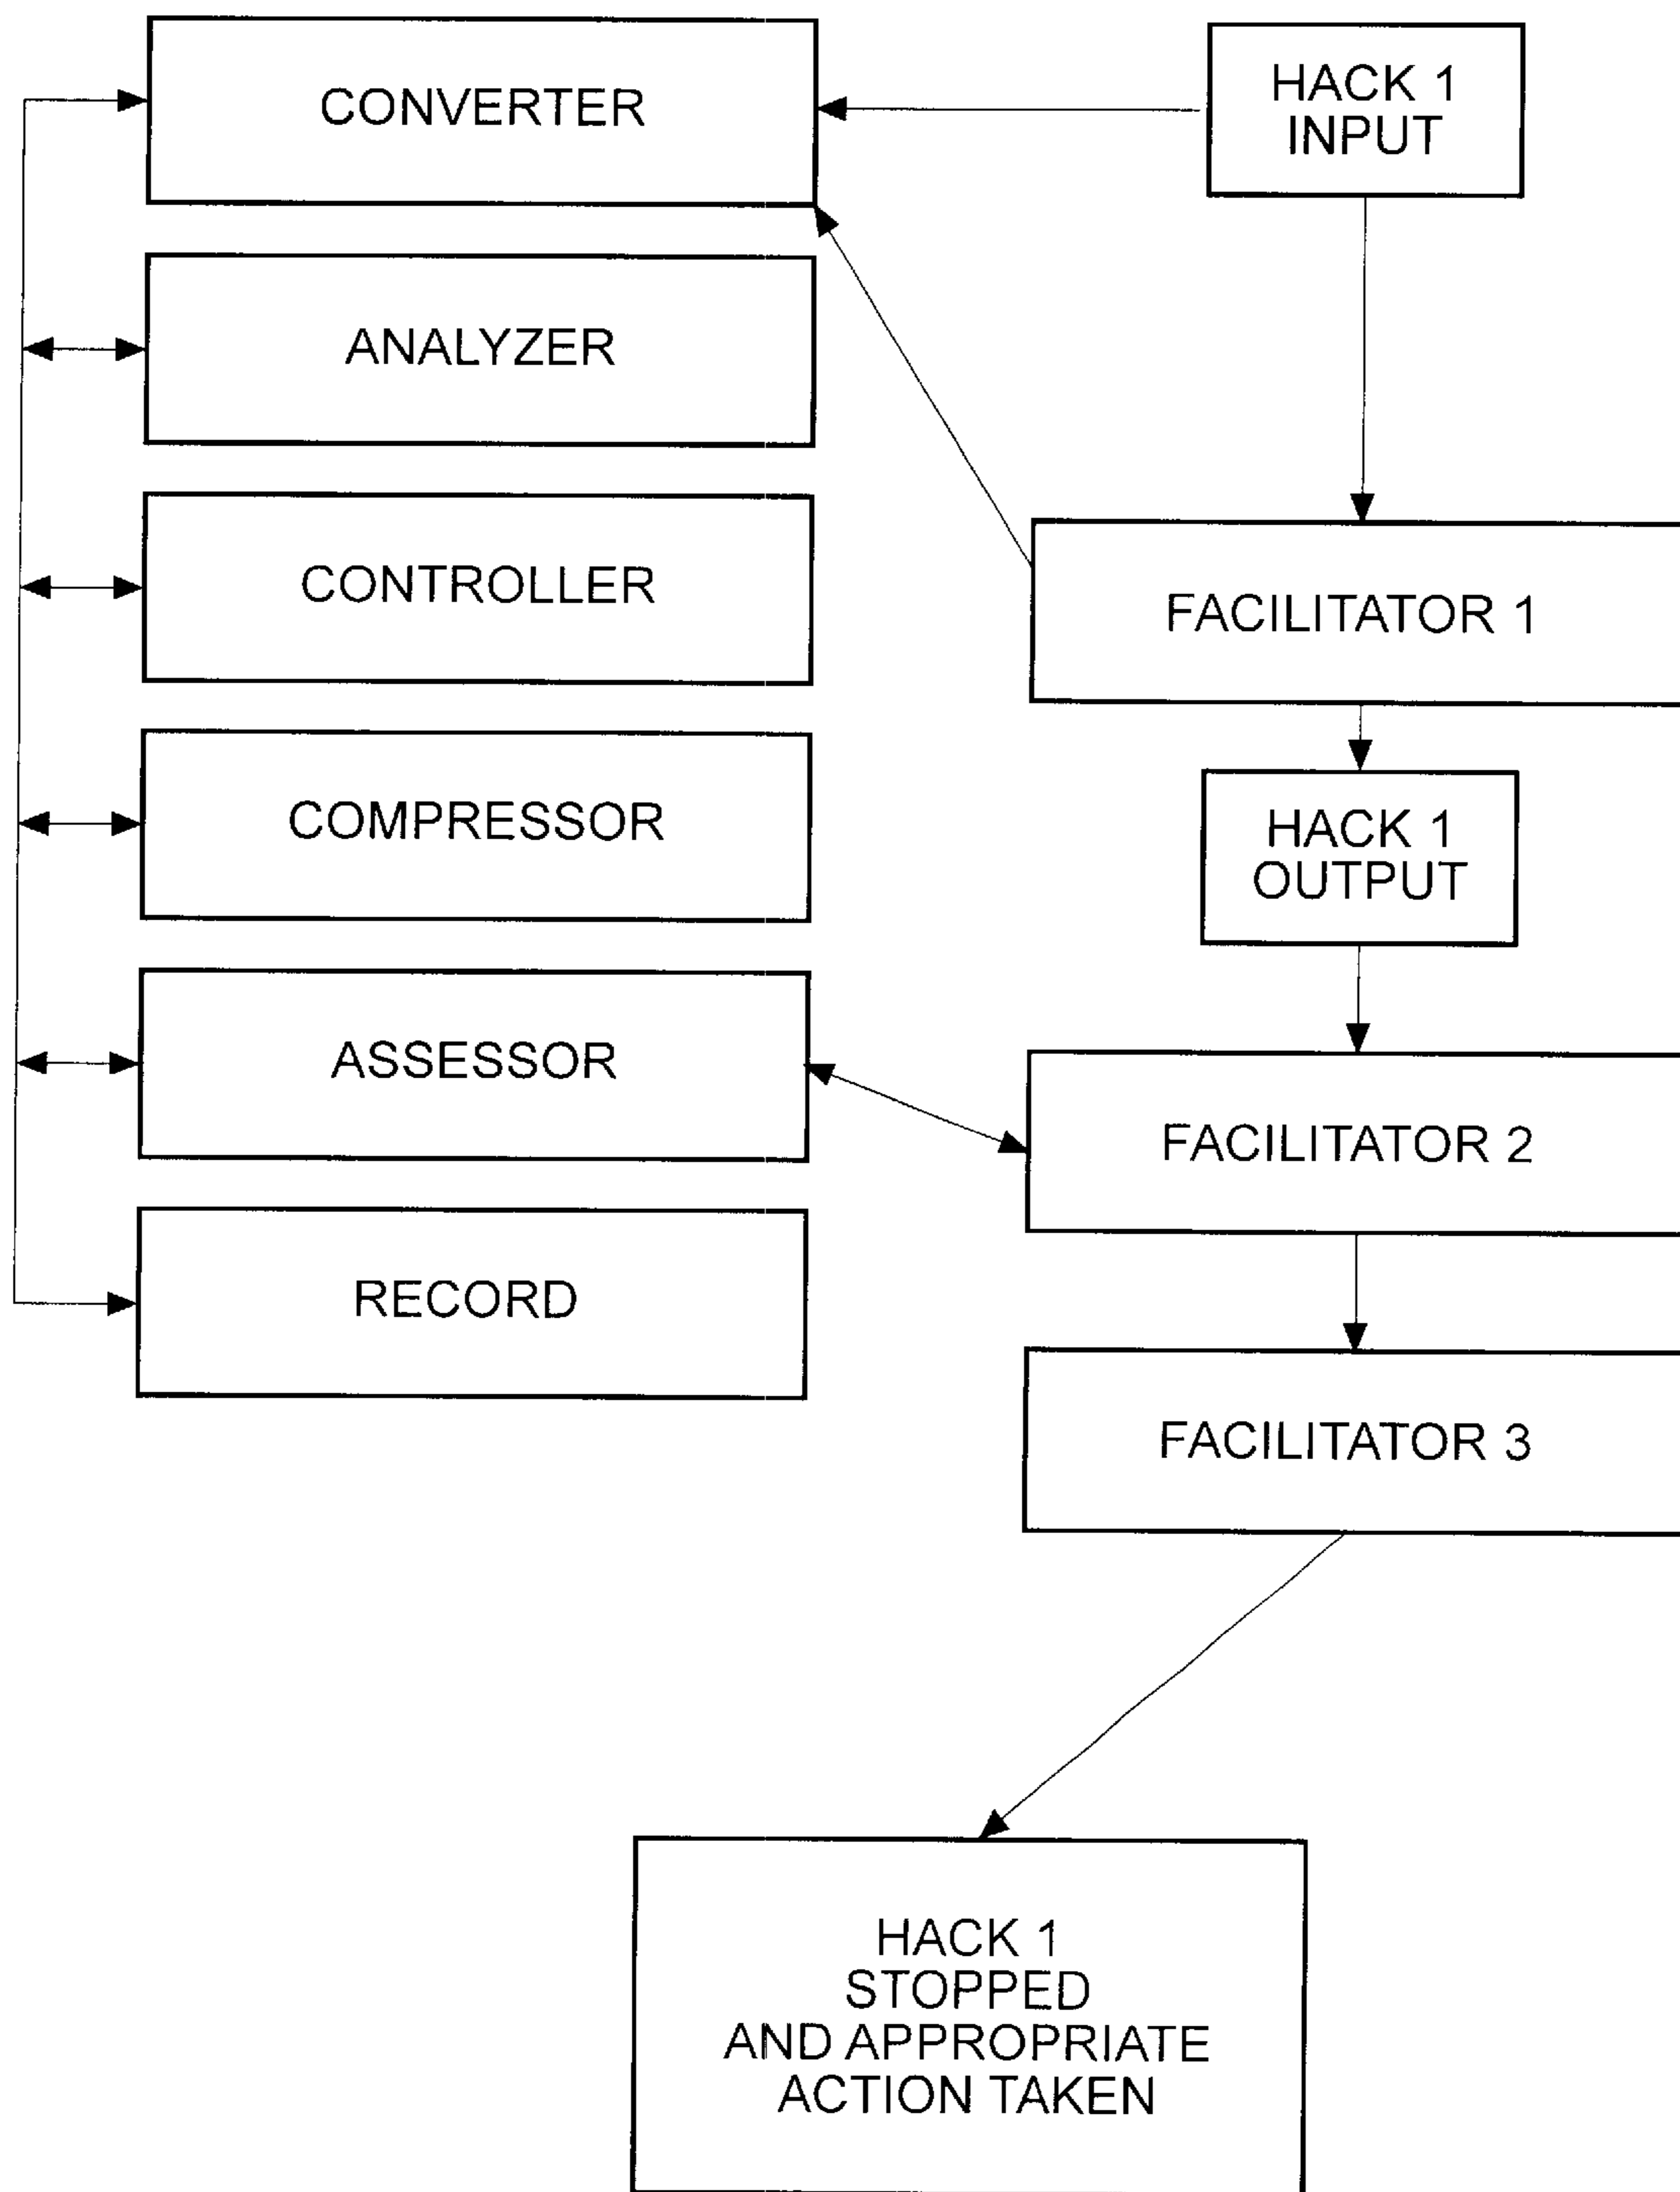 CONVERTER
HACK 1
INPUT
ANALYZER
CONTROLLER
FACILITATOR 1
COMPRESSOR
HACK 1
OUTPUT
ASSESSOR
FACILITATOR 2
RECORD
FACILITATOR 3
HACK 1
STOPPED
AND APPROPRIATE
ACTION TAKEN